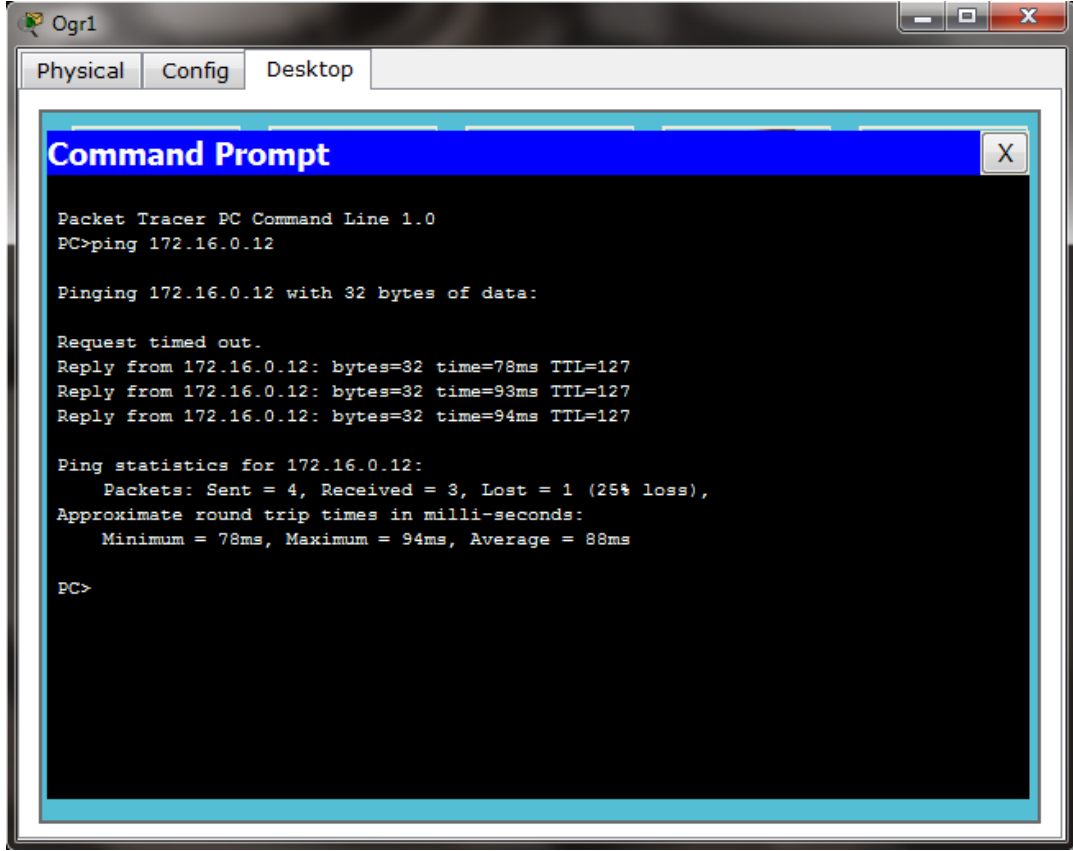 Ogr1
Physical Config Desktop
Command Prompt X
Packet Tracer PC Command Line 1.0
PC>ping 172.16.0.12
Pinging 172.16.0.12 with 32 bytes of data:
Request timed out.
Reply from 172.16.0.12: bytes=32 time=78ms TTL=127
Reply from 172.16.0.12: bytes=32 time=93ms TTL=127
Reply from 172.16.0.12: bytes=32 time=94ms TTL=127
Ping statistics for 172.16.0.12:
Packets: Sent = 4, Received = 3, Lost = 1 (25% loss),
Approximate round trip times in milli-seconds:
Minimum = 78ms, Maximum = 94ms, Average = 88ms
PC>